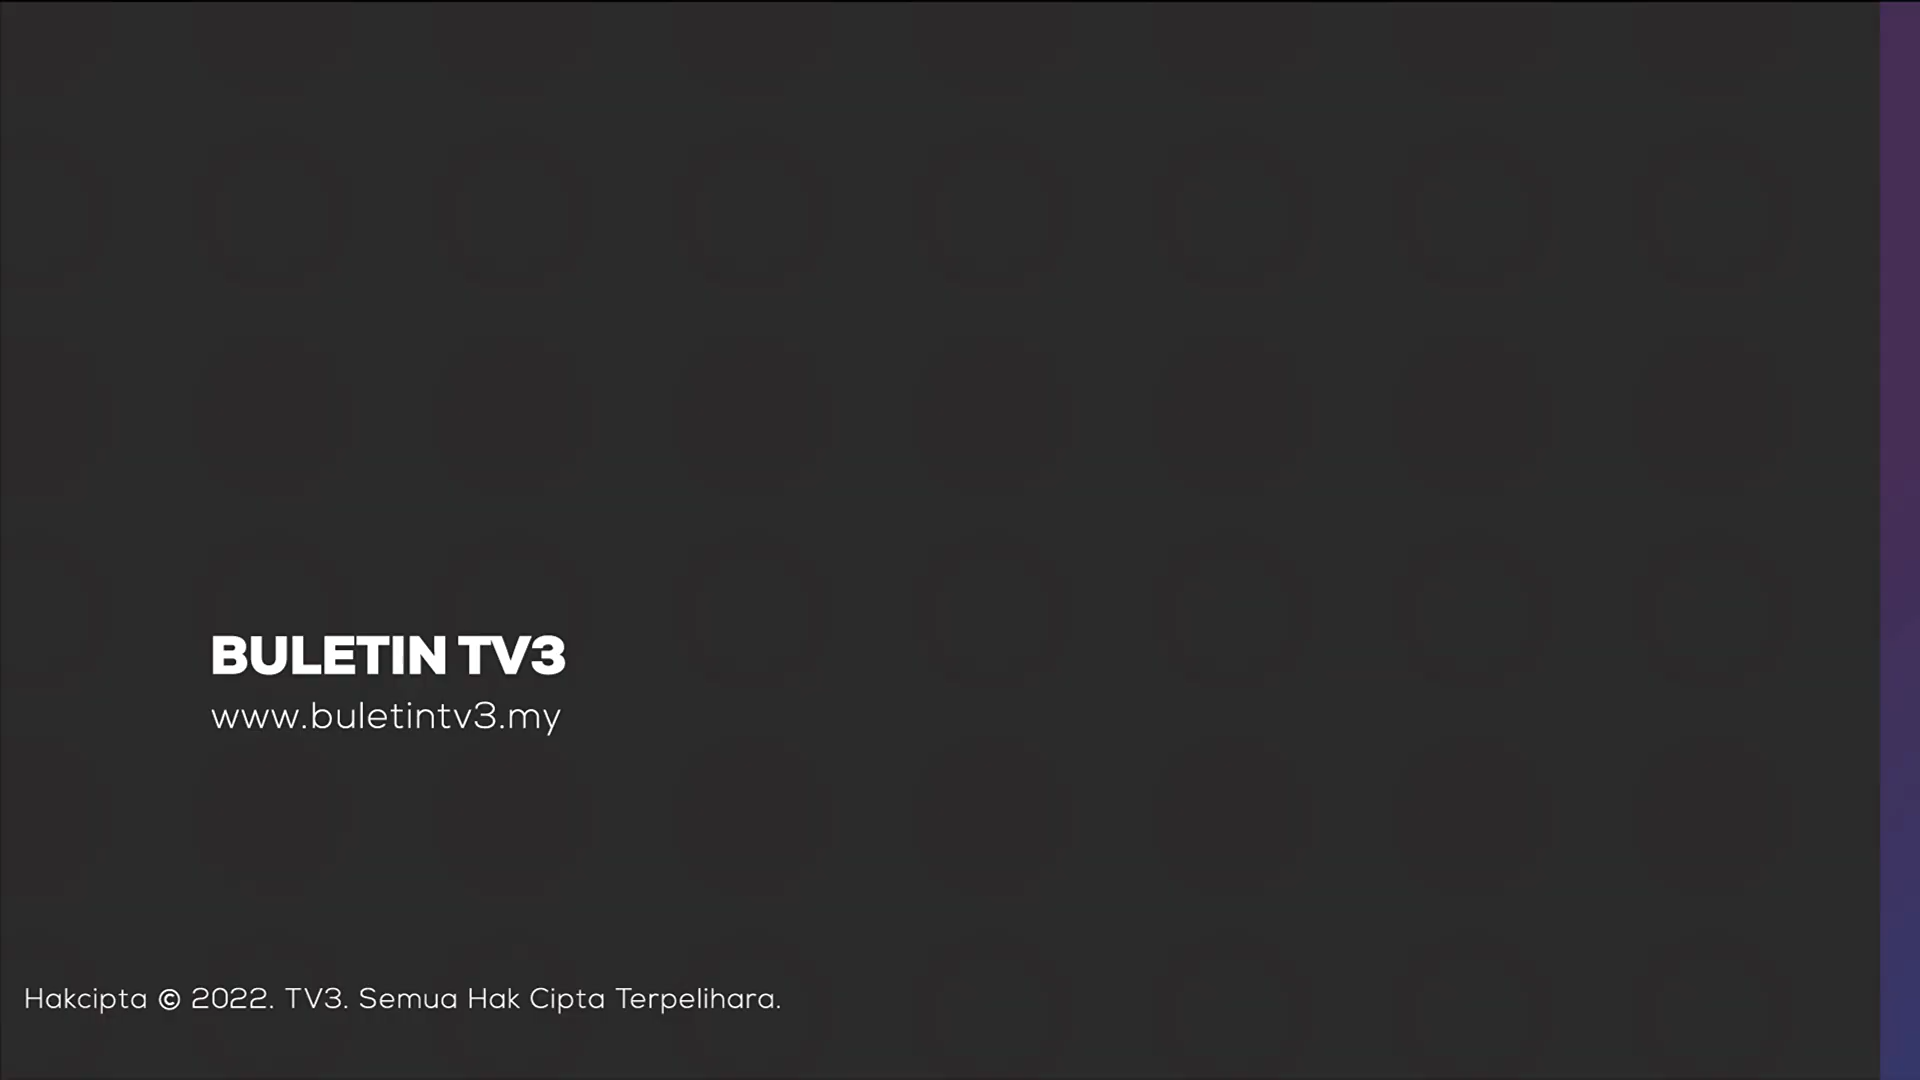 BULETIN TV3
www.buletintv3.my
Hakcipta © 2022. TV3. Semua Hak Cipta Terpelihara.